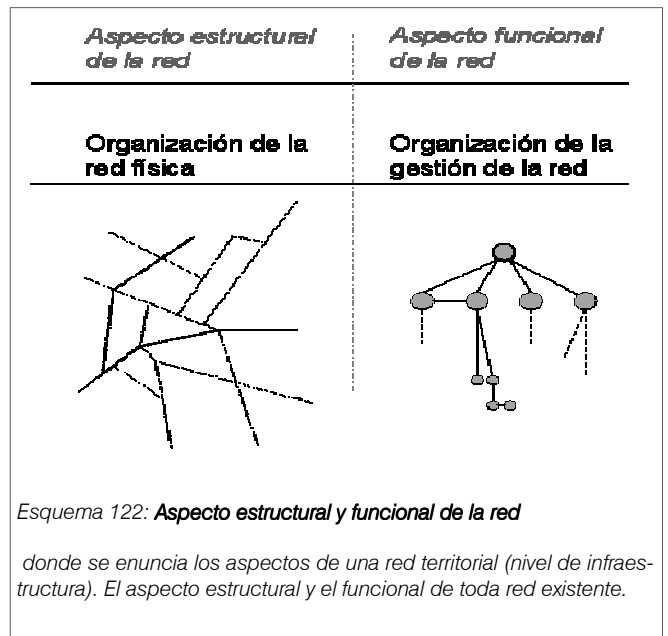 Aspecto estructural
de la red
Aspecto funcional
de la red
Organización de la
red física
Organización de la
gestión de la red
Esquema 122: Aspecto estructural y funcional de la red
donde se enuncia los aspectos de una red territorial (nivel de infraes-
tructura). El aspecto estructural y el funcional de toda red existente.